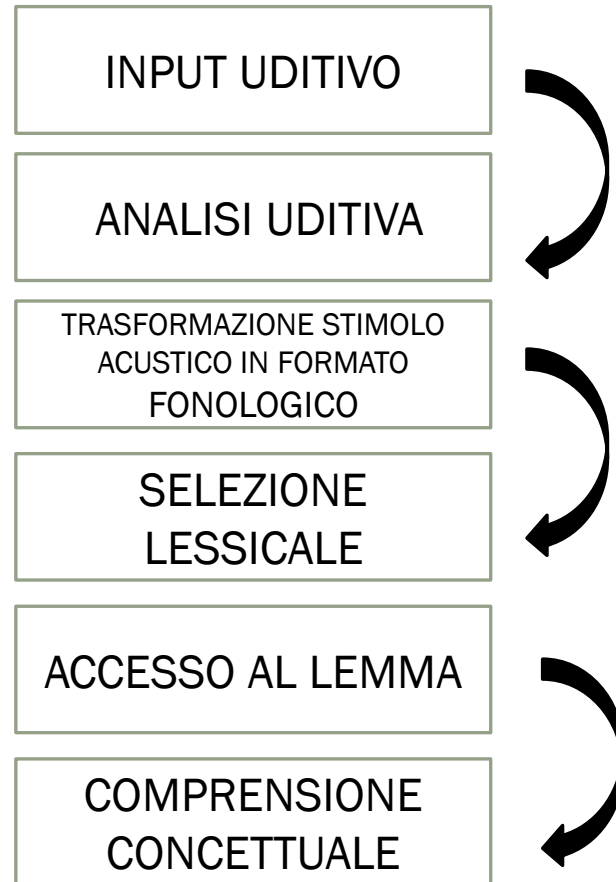 INPUT UDITIVO
ANALISI UDITIVA
TRASFORMAZIONE STIMOLO
ACUSTICO IN FORMATO
FONOLOGICO
SELEZIONE
LESSICALE
ACCESSO AL LEMMA
COMPRENSIONE
CONCETTUALE